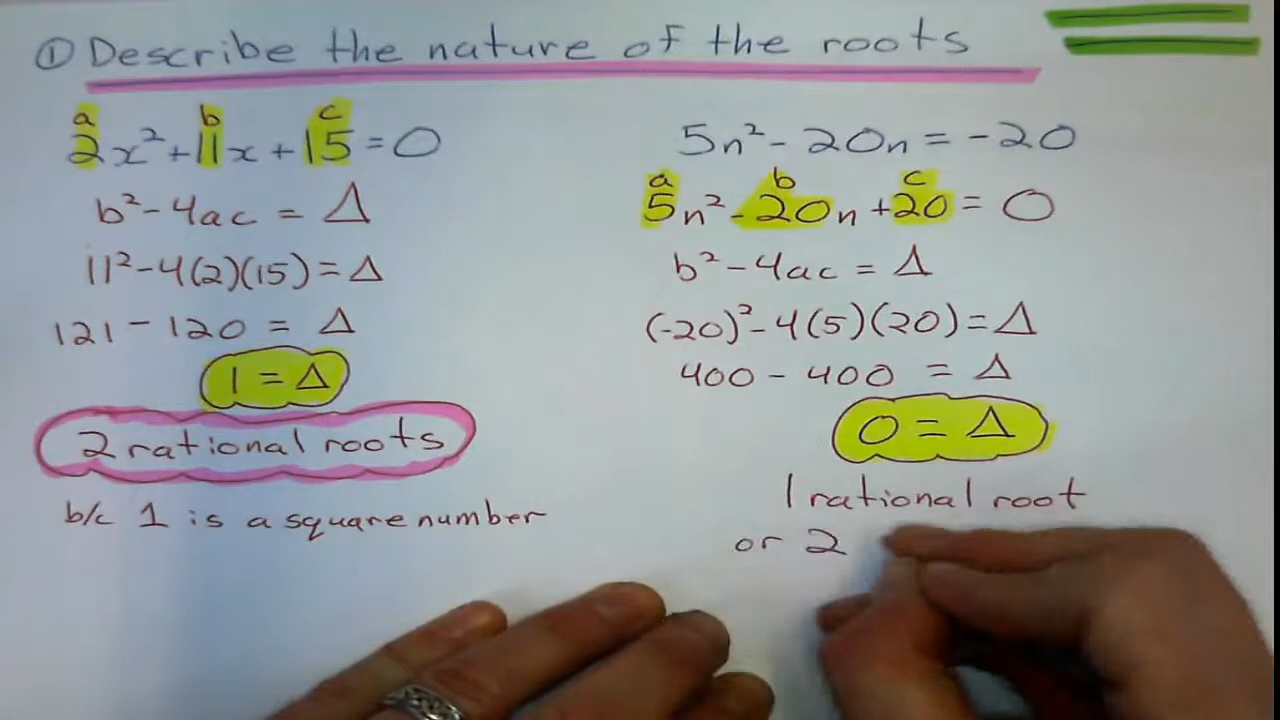 ① Describe the nature of the roots
a b c
2x² + 11x + 15 = 0
b² - 4ac = Δ
11² - 4(2)(15) = Δ
121 - 120 = Δ
1 = Δ
2 rational roots
b/c 1 is a square number
5n² - 20n = -20
a b c
5n² - 20n + 20 = 0
b² - 4ac = Δ
(-20)² - 4(5)(20) = Δ
400 - 400 = Δ
0 = Δ
1 rational root
or 2